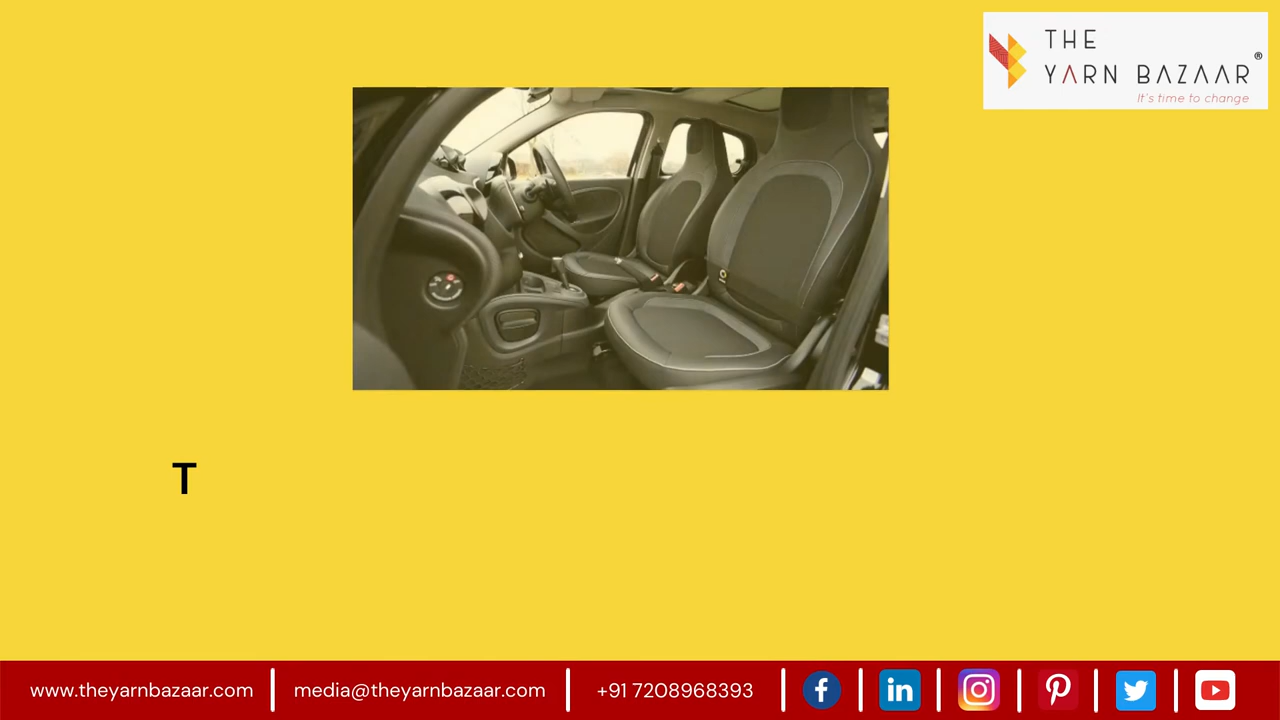 THE
YARN BAZAAR®
It's time to change
T
www.theyarnbazaar.com
media@theyarnbazaar.com
+91 7208968393